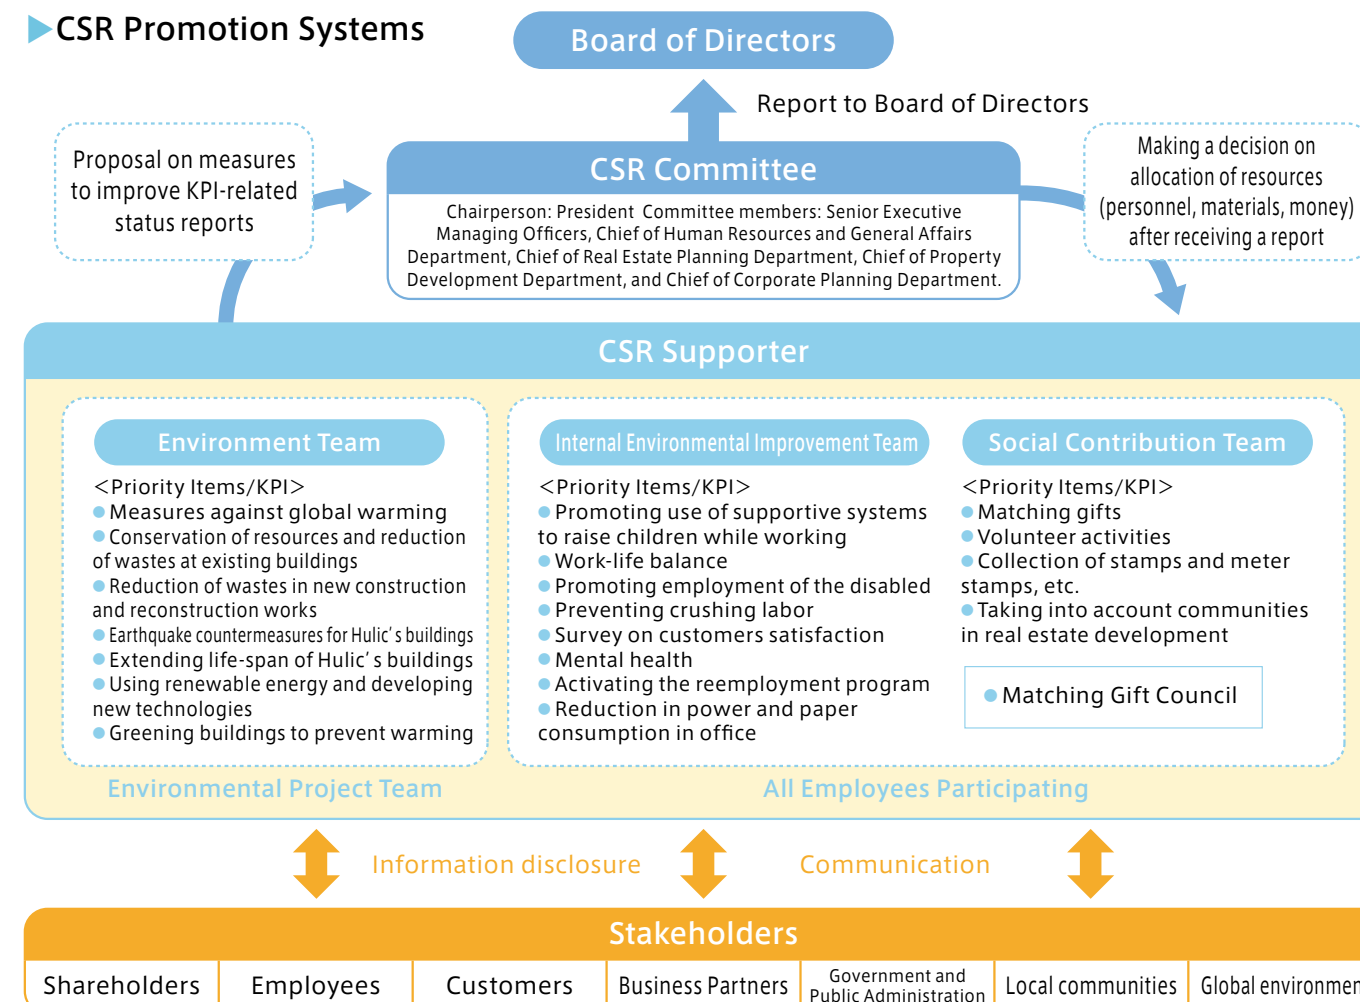 CSR Promotion Systems
Board of Directors
Report to Board of Directors
Proposal on measures
to improve KPI-related
status reports
CSR Committee
Chairperson: President Committee members: Senior Executive
Managing Officers, Chief of Human Resources and General Affairs
Department, Chief of Real Estate Planning Department, Chief of Property
Development Department, and Chief of Corporate Planning Department.
Making a decision on
allocation of resources
(personnel, materials, money)
after receiving a report
CSR Supporter
Environment Team
<Priority Items/KPI>
● Measures against global warming
● Conservation of resources and reduction
of wastes at existing buildings
● Reduction of wastes in new construction
and reconstruction works
● Earthquake countermeasures for Hulic's buildings
● Extending life-span of Hulic's buildings
● Using renewable energy and developing
new technologies
● Greening buildings to prevent warming
Environmental Project Team
Internal Environmental Improvement Team
<Priority Items/KPI>
● Promoting use of supportive systems
to raise children while working
● Work-life balance
● Promoting employment of the disabled
● Preventing crushing labor
● Survey on customers satisfaction
● Mental health
● Activating the reemployment program
● Reduction in power and paper
consumption in office
Social Contribution Team
<Priority Items/KPI>
● Matching gifts
● Volunteer activities
● Collection of stamps and meter
stamps, etc.
● Taking into account communities
in real estate development
● Matching Gift Council
All Employees Participating
Information disclosure
Communication
Stakeholders
Shareholders
Employees
Customers
Business Partners
Government and
Public Administration
Local communities
Global environmen